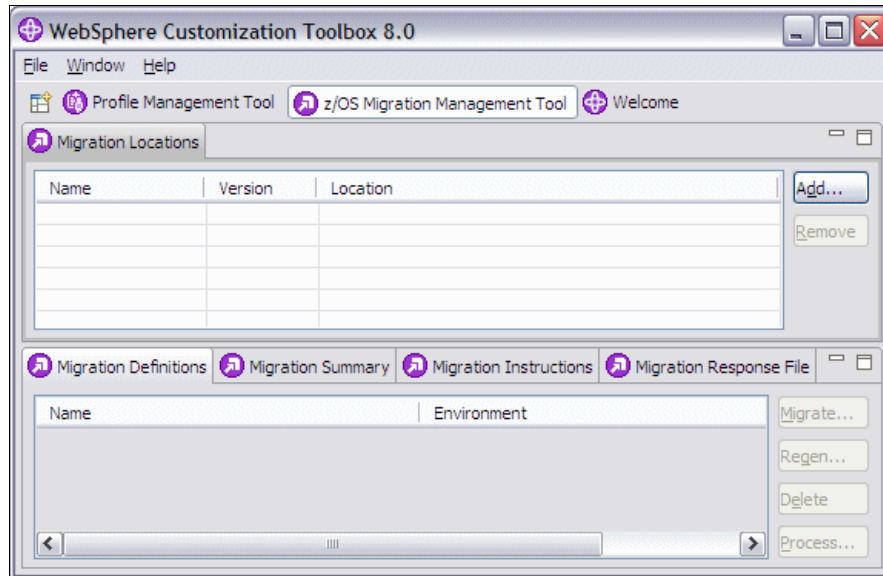 WebSphere Customization Toolbox 8.0
File Window Help
Profile Management Tool z/OS Migration Management Tool Welcome
Migration Locations
Name Version Location
Add...
Remove
Migration Definitions Migration Summary Migration Instructions Migration Response File
Name Environment
Migrate...
Regen...
Delete
Process...